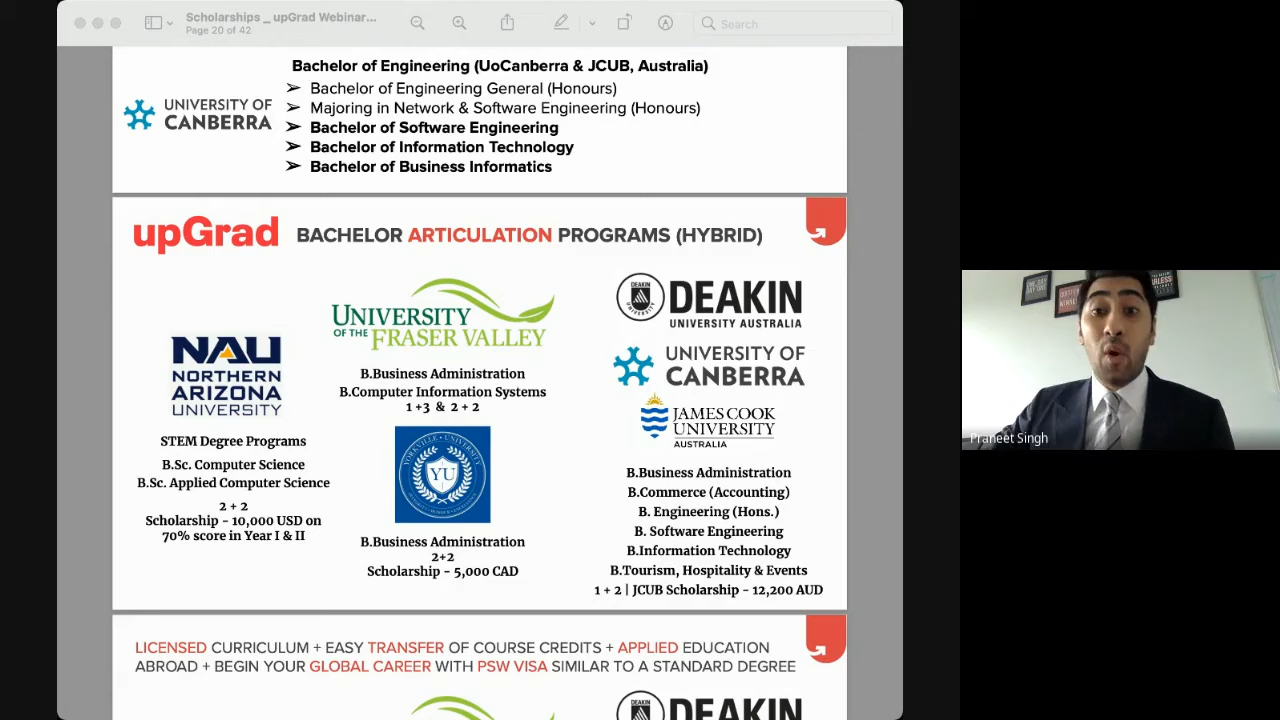 Scholarships _ upGrad Webinar...
Page 20 of 42
Search
Bachelor of Engineering (UoCanberra & JCUB, Australia)
➢ Bachelor of Engineering General (Honours)
➢ Majoring in Network & Software Engineering (Honours)
➢ Bachelor of Software Engineering
➢ Bachelor of Information Technology
➢ Bachelor of Business Informatics
UNIVERSITY OF
CANBERRA
upGrad
BACHELOR ARTICULATION PROGRAMS (HYBRID)
NAU
NORTHERN
ARIZONA
UNIVERSITY
STEM Degree Programs
B.Sc. Computer Science
B.Sc. Applied Computer Science
2 + 2
Scholarship - 10,000 USD on
70% score in Year I & II
UNIVERSITY
OF THE FRASER VALLEY
B.Business Administration
B.Computer Information Systems
1 +3 & 2 + 2
YORKVILLE UNIVERSITY
YU
B.Business Administration
2+2
Scholarship - 5,000 CAD
DEAKIN
UNIVERSITY
DEAKIN
UNIVERSITY AUSTRALIA
UNIVERSITY OF
CANBERRA
JAMES COOK
UNIVERSITY
AUSTRALIA
B.Business Administration
B.Commerce (Accounting)
B. Engineering (Hons.)
B. Software Engineering
B.Information Technology
B.Tourism, Hospitality & Events
1 + 2 | JCUB Scholarship - 12,200 AUD
LICENSED CURRICULUM + EASY TRANSFER OF COURSE CREDITS + APPLIED EDUCATION
ABROAD + BEGIN YOUR GLOBAL CAREER WITH PSW VISA SIMILAR TO A STANDARD DEGREE
DEAKIN
DEAKIN
Praneet Singh